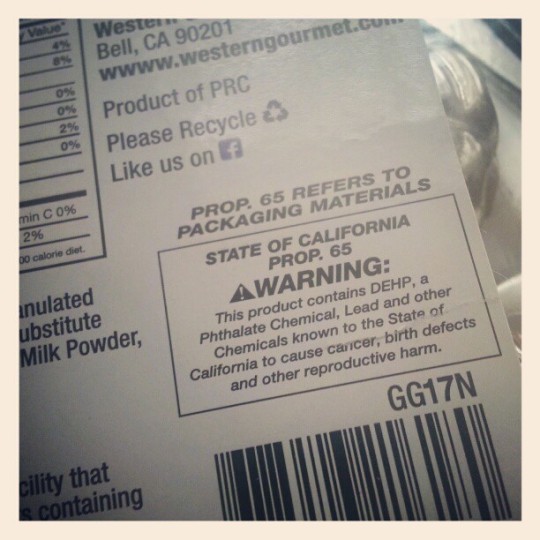 y Value*
4%
8%
0%
0%
2%
0%
min C 0%
2%
00 calorie diet.
anulated
ubstitute
Milk Powder,
cility that
s containing
Western
Bell, CA 90201
wwww.westerngourmet.com
Product of PRC
Please Recycle
Like us on f
PROP. 65 REFERS TO
PACKAGING MATERIALS
STATE OF CALIFORNIA
PROP. 65
WARNING:
This product contains DEHP, a
Phthalate Chemical, Lead and other
Chemicals known to the State of
California to cause cancer, birth defects
and other reproductive harm.
GG17N